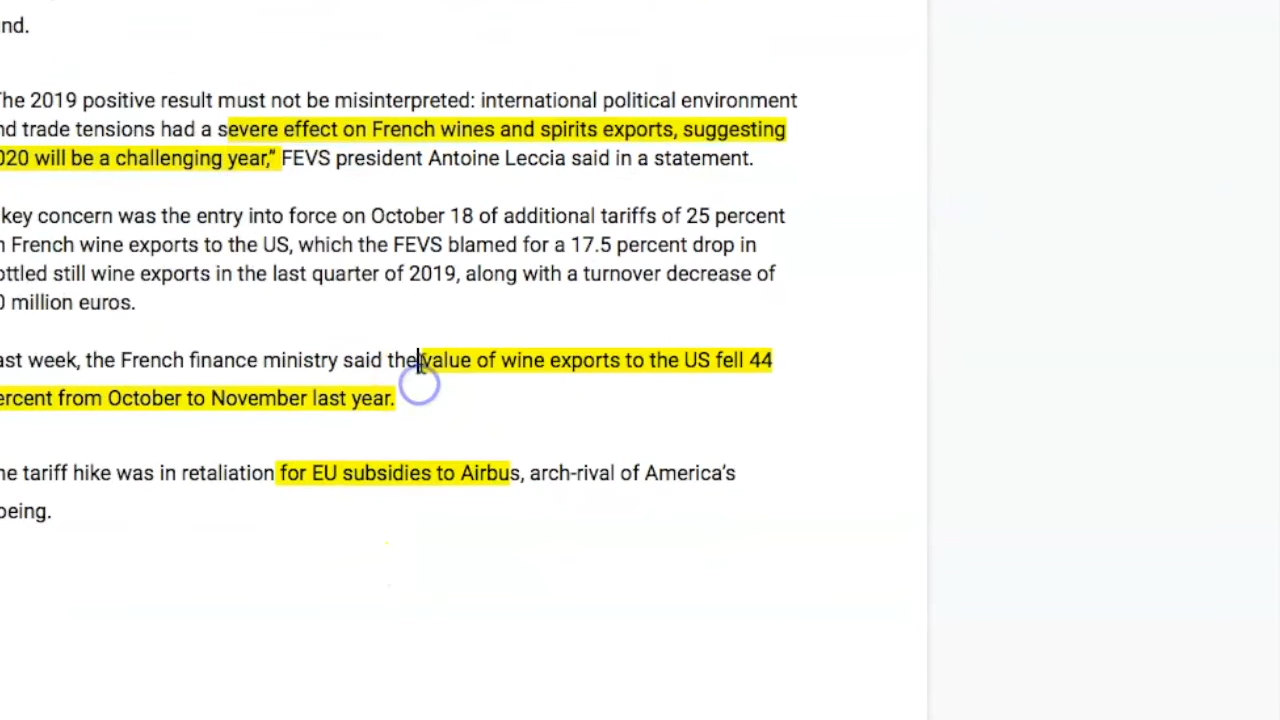 nd.
he 2019 positive result must not be misinterpreted: international political environment
nd trade tensions had a severe effect on French wines and spirits exports, suggesting
020 will be a challenging year,” FEVS president Antoine Leccia said in a statement.
key concern was the entry into force on October 18 of additional tariffs of 25 percent
n French wine exports to the US, which the FEVS blamed for a 17.5 percent drop in
ottled still wine exports in the last quarter of 2019, along with a turnover decrease of
0 million euros.
ast week, the French finance ministry said the value of wine exports to the US fell 44
ercent from October to November last year.
he tariff hike was in retaliation for EU subsidies to Airbus, arch-rival of America’s
oeing.